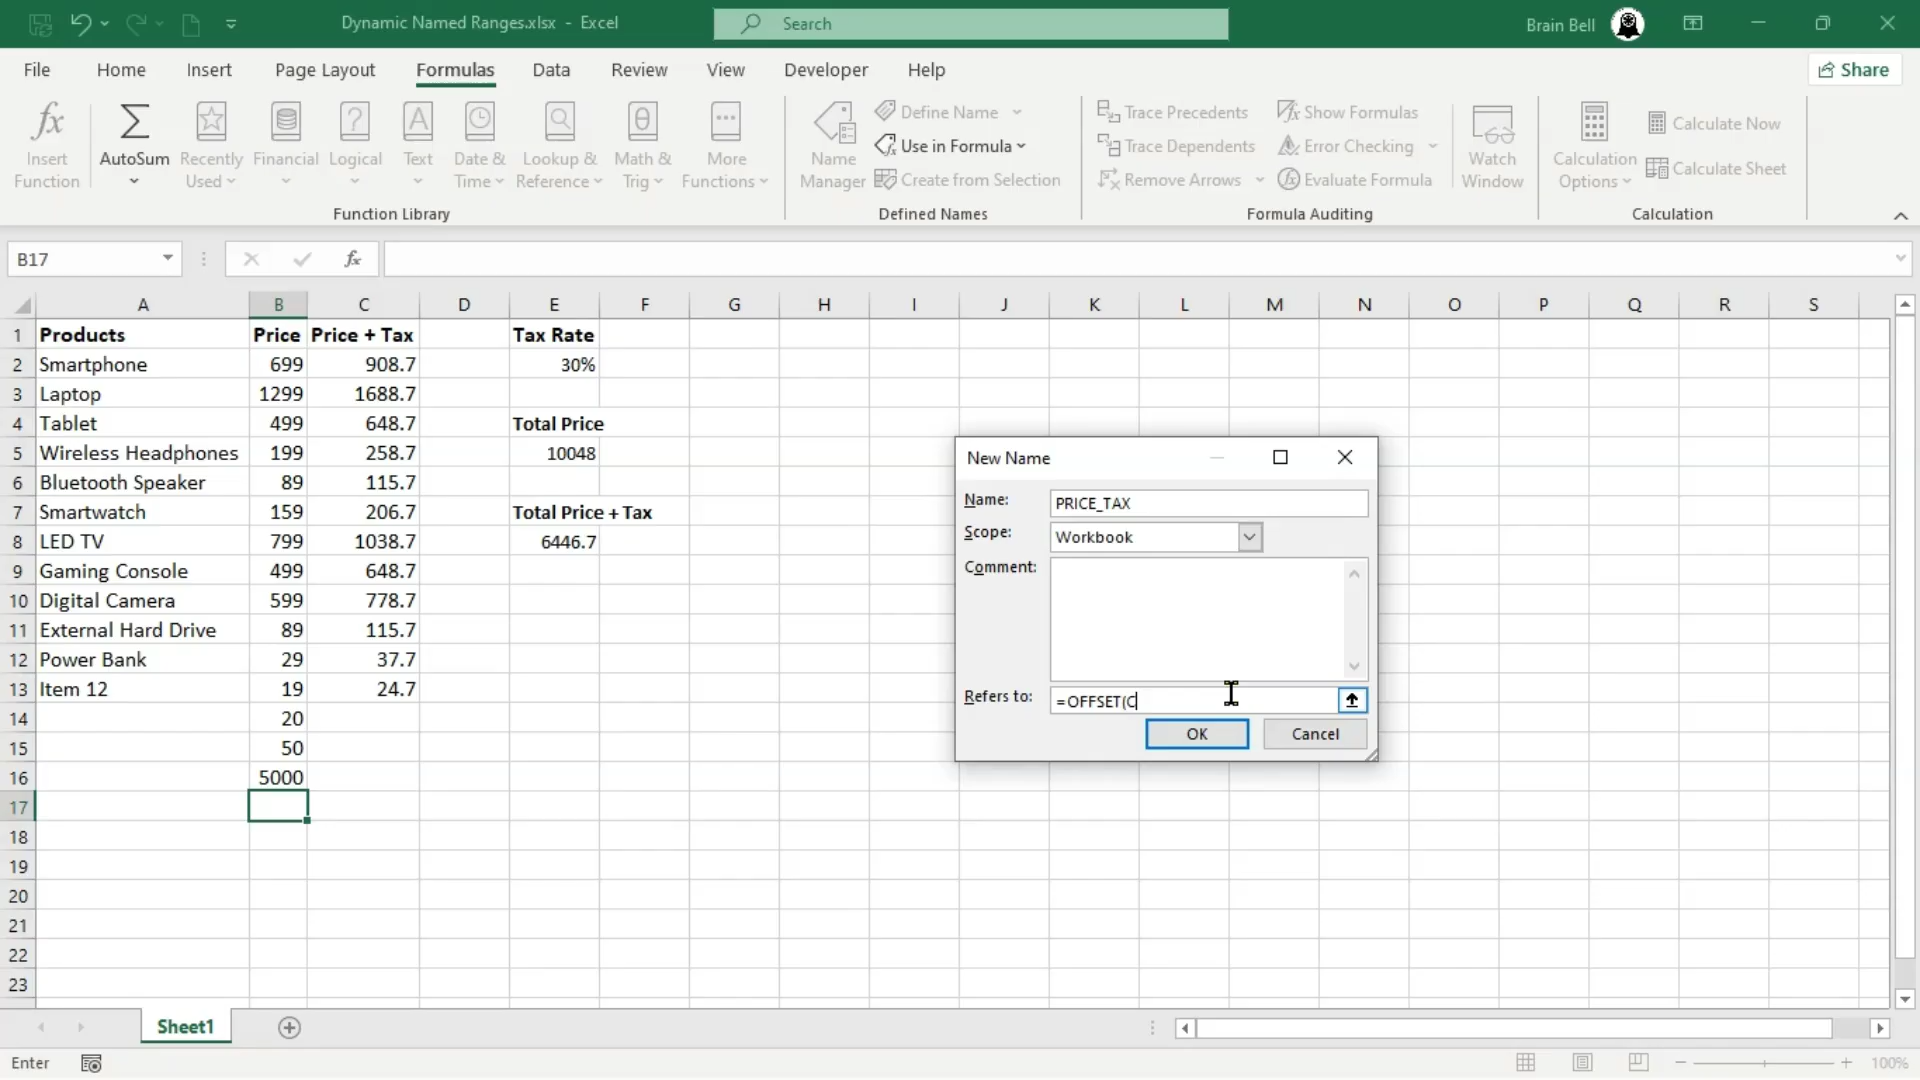 Dynamic Named Ranges.xlsx - Excel
Search
Brain Bell
File Home Insert Page Layout Formulas Data Review View Developer Help
Share
Insert Function
AutoSum
Recently Used
Financial
Logical
Text
Date & Time
Lookup & Reference
Math & Trig
More Functions
Function Library
Name Manager
Define Name
Use in Formula
Create from Selection
Defined Names
Trace Precedents
Trace Dependents
Remove Arrows
Show Formulas
Error Checking
Evaluate Formula
Formula Auditing
Watch Window
Calculation Options
Calculate Now
Calculate Sheet
Calculation
B17
fx
A B C D E F G H I J K L M N O P Q R S
1 Products Price Price + Tax Tax Rate
2 Smartphone 699 908.7 30%
3 Laptop 1299 1688.7
4 Tablet 499 648.7 Total Price
5 Wireless Headphones 199 258.7 10048
6 Bluetooth Speaker 89 115.7
7 Smartwatch 159 206.7 Total Price + Tax
8 LED TV 799 1038.7 6446.7
9 Gaming Console 499 648.7
10 Digital Camera 599 778.7
11 External Hard Drive 89 115.7
12 Power Bank 29 37.7
13 Item 12 19 24.7
14 20
15 50
16 5000
17
18
19
20
21
22
23
New Name
Name: PRICE_TAX
Scope: Workbook
Comment:
Refers to: =OFFSET(C
OK Cancel
Sheet1
Enter
100%